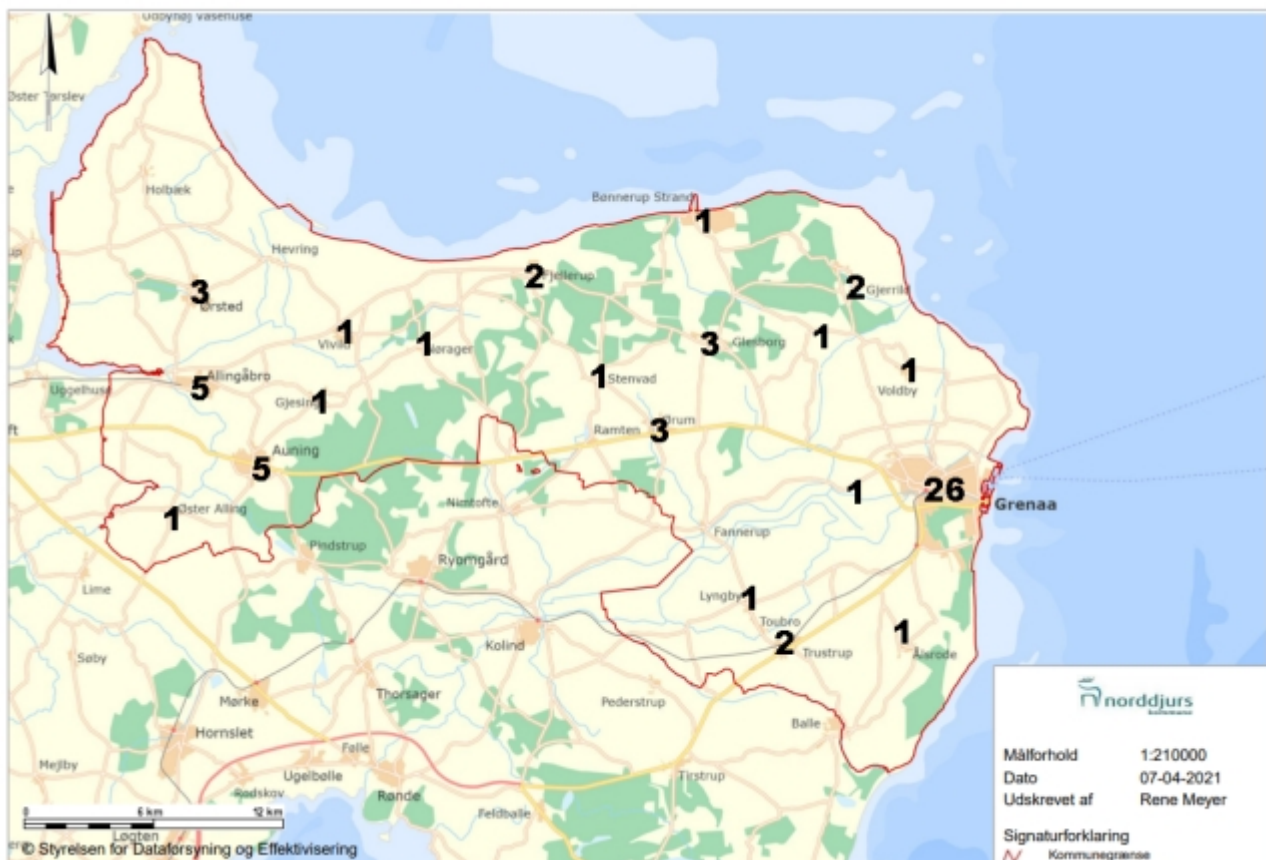 Udbyhøj Vasehuse
Øster Tørslev
Holbæk
Bønnerup Strand
1
Hevring
2
Fjellerup
2
Gjerrild
3
Ørsted
1
Vivild
1
Nørager
3
Glesborg
1
1
Stenvad
1
Voldby
Uggelhuse
Allingåbro
5
Gjesing
1
Ramten
Ørum
3
Auning
5
1
26
Grenaa
Nimtofte
1
Øster Alling
Fannerup
Pindstrup
Ryomgård
Lime
Lyngby
1
Toubro
2
Trustrup
1
Ålsrode
Kolind
Søby
Thorsager
Mørke
Pederstrup
Balle
Hornslet
Følle
Mejlby
Ugelbølle
Tirstrup
Rodskov
Rønde
Feldballe
0
6 km
12 km
Løgten
© Styrelsen for Dataforsyning og Effektivisering
norddjurs
kommune
Målforhold 1:210000
Dato 07-04-2021
Udskrevet af Rene Meyer
Signaturforklaring
Kommunegrænse